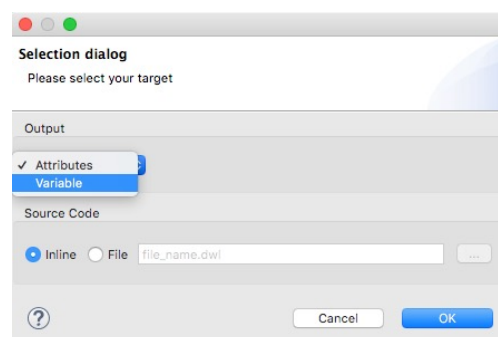 Selection dialog
Please select your target
Output
✓ Attributes
Variable
Source Code
Inline File file_name.dwl ...
? Cancel OK